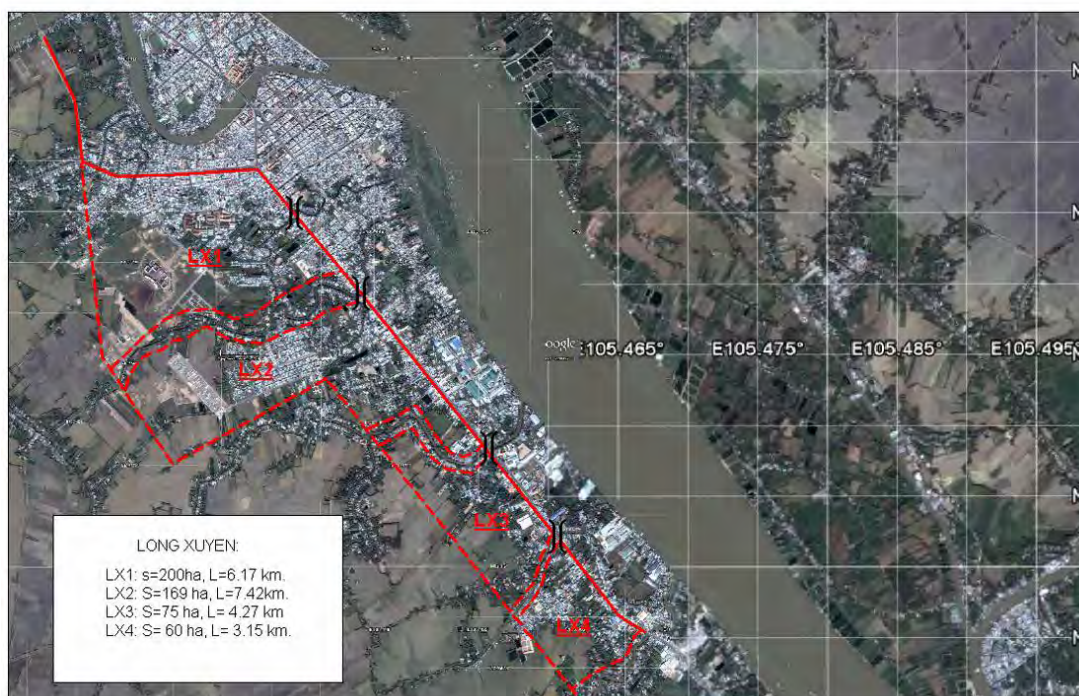 LX1
LX2
oogle
E105.465° E105.475° E105.485° E105.495°
LX3
LX4
LONG XUYEN:
LX1: s=200ha, L=6.17 km.
LX2: S=169 ha, L=7.42km.
LX3: S=75 ha, L= 4.27 km
LX4: S= 60 ha, L= 3.15 km.
N
N
N
N
N